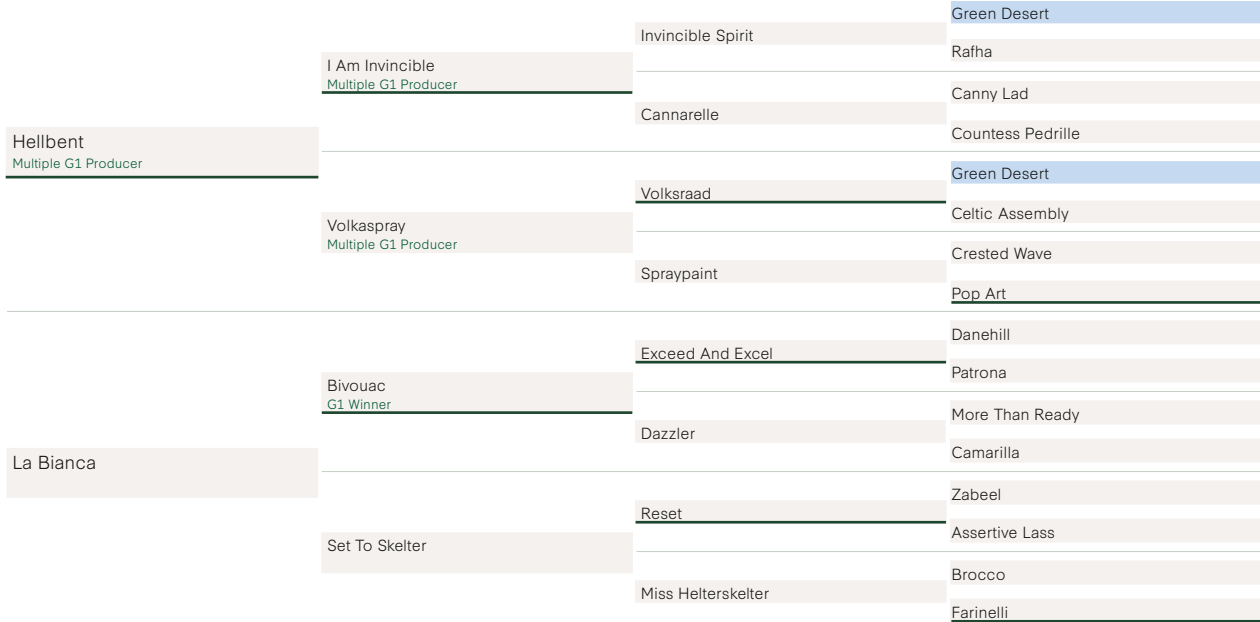 Green Desert
Invincible Spirit
Rafha
I Am Invincible
Multiple G1 Producer
Canny Lad
Cannarelle
Countess Pedrille
Hellbent
Multiple G1 Producer
Green Desert
Volksraad
Celtic Assembly
Volkaspray
Multiple G1 Producer
Crested Wave
Spraypaint
Pop Art
Danehill
Exceed And Excel
Patrona
Bivouac
G1 Winner
More Than Ready
Dazzler
Camarilla
La Bianca
Zabeel
Reset
Assertive Lass
Set To Skelter
Brocco
Miss Helterskelter
Farinelli